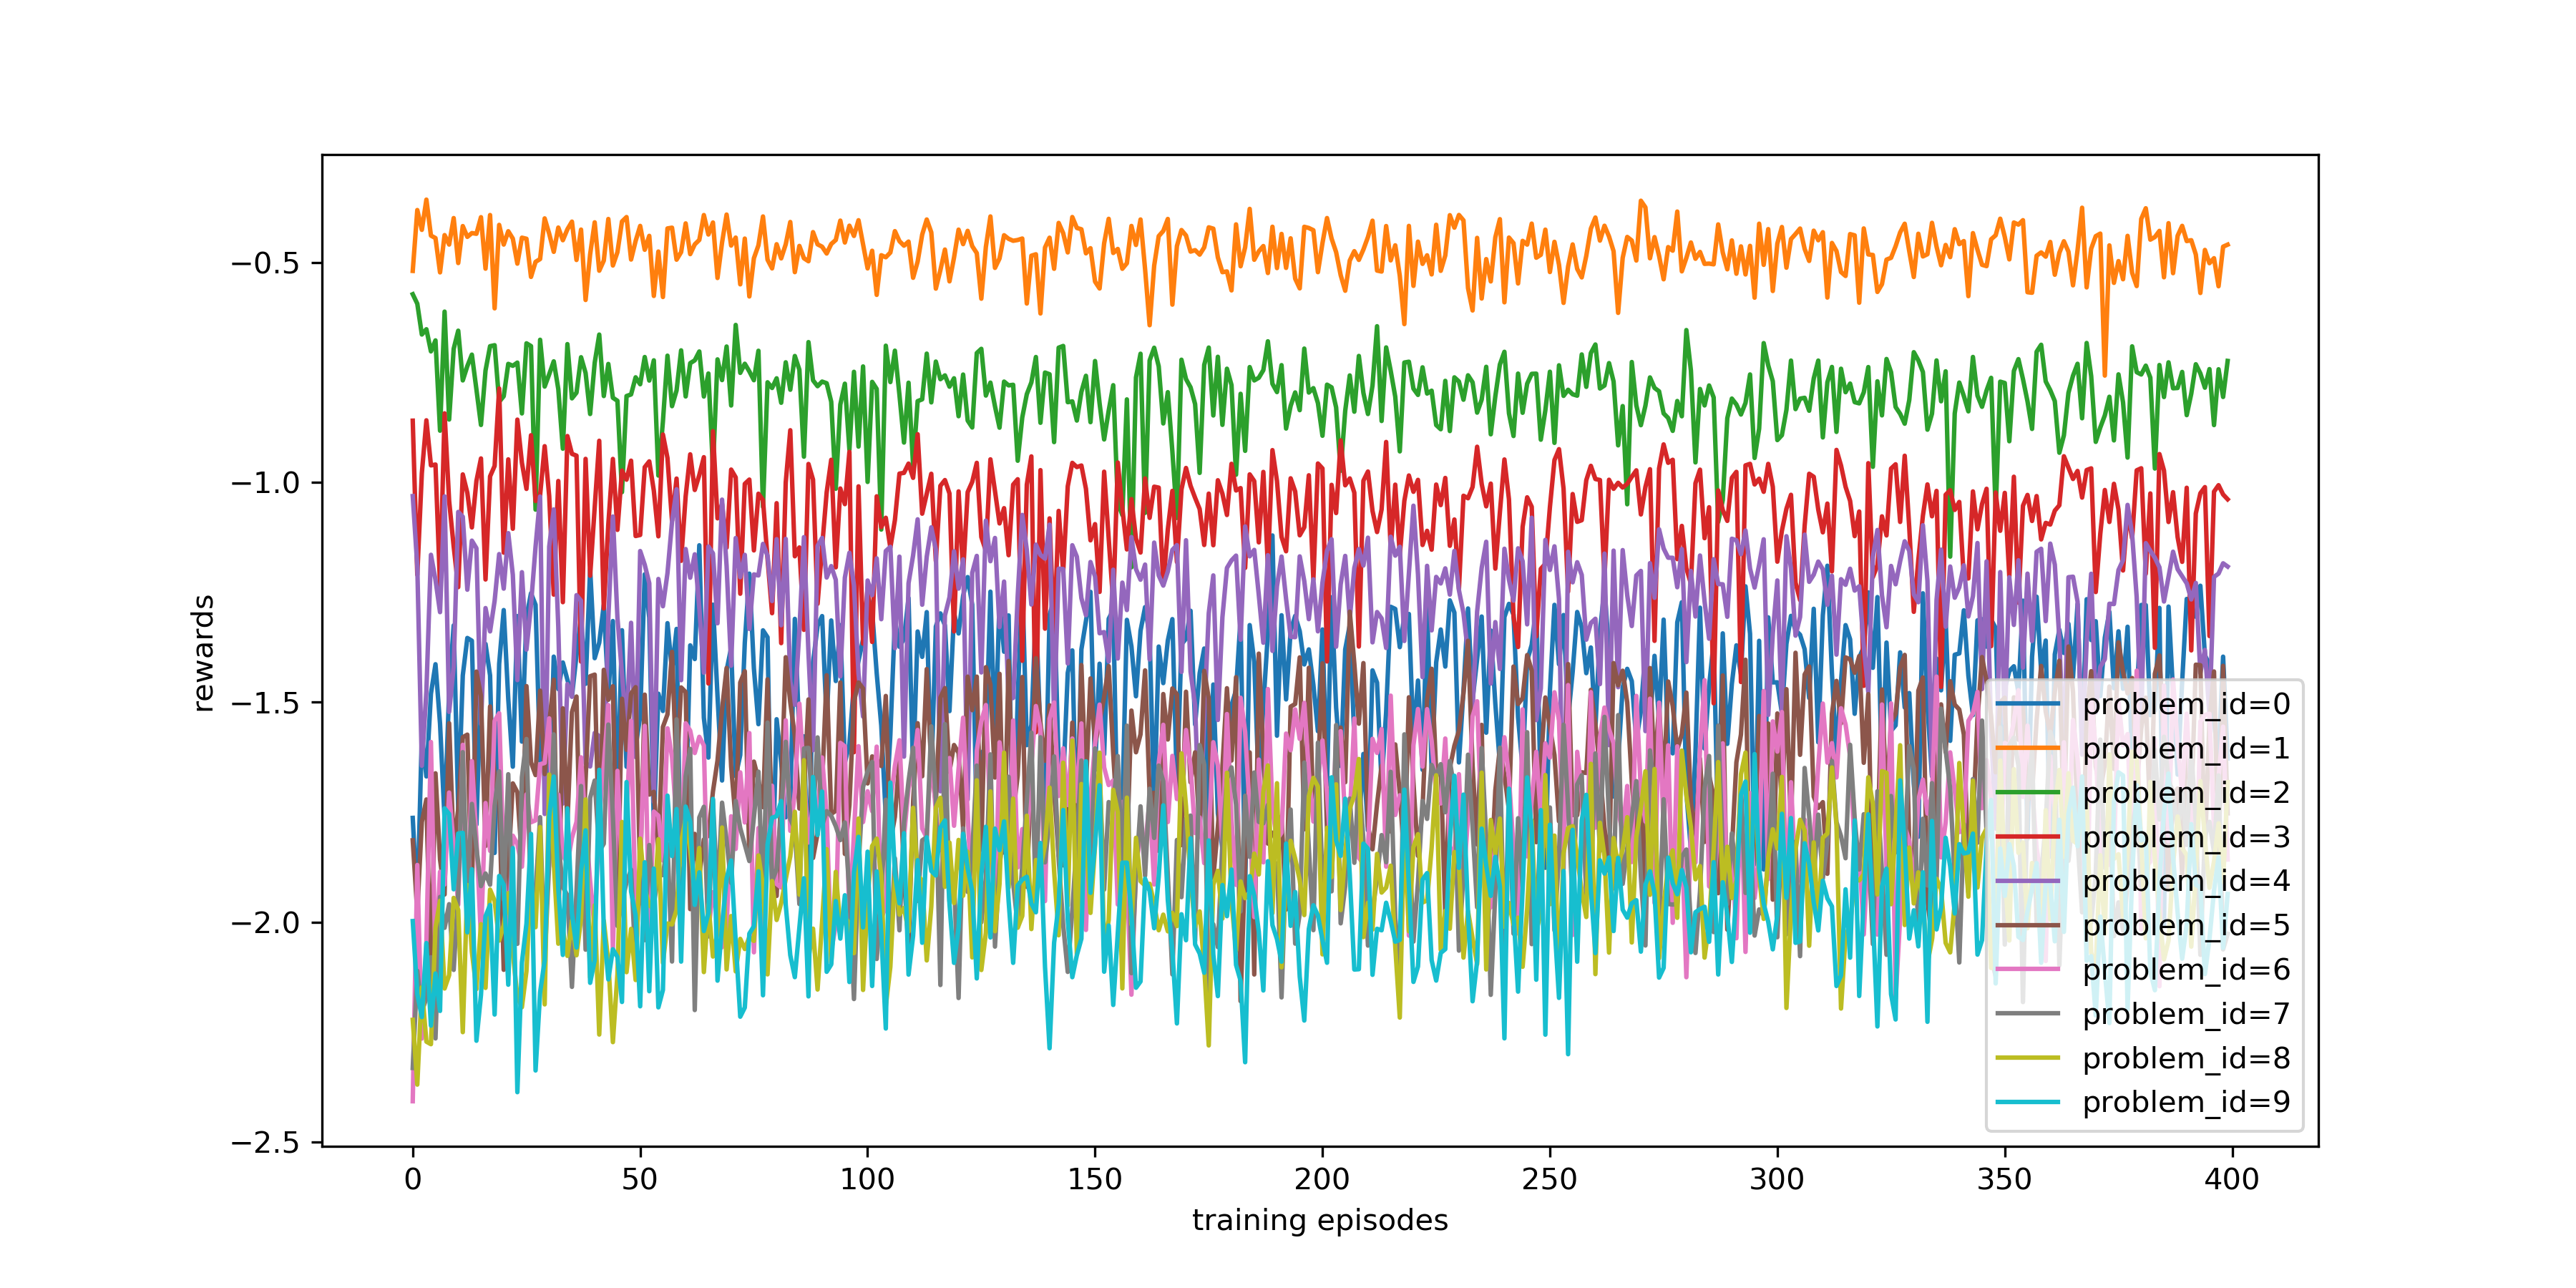 rewards
−0.5
−1.0
−1.5
−2.0
−2.5
0 50 100 150 200 250 300 350 400
training episodes
problem_id=0
problem_id=1
problem_id=2
problem_id=3
problem_id=4
problem_id=5
problem_id=6
problem_id=7
problem_id=8
problem_id=9